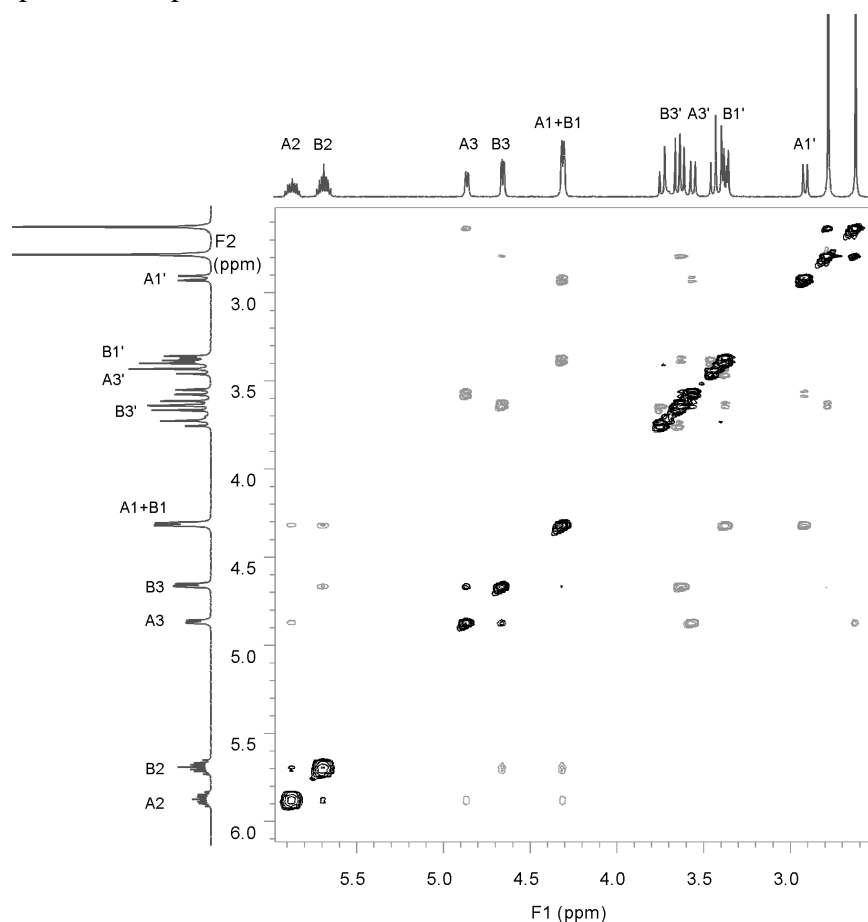 A2 B2 A3 B3 A1+B1 B3' A3' B1' A1'
F2
(ppm)
A1'
3.0
B1'
3.5
A3'
B3'
4.0
A1+B1
4.5
B3
A3
5.0
5.5
B2
A2
6.0
5.5 5.0 4.5 4.0 3.5 3.0
F1 (ppm)